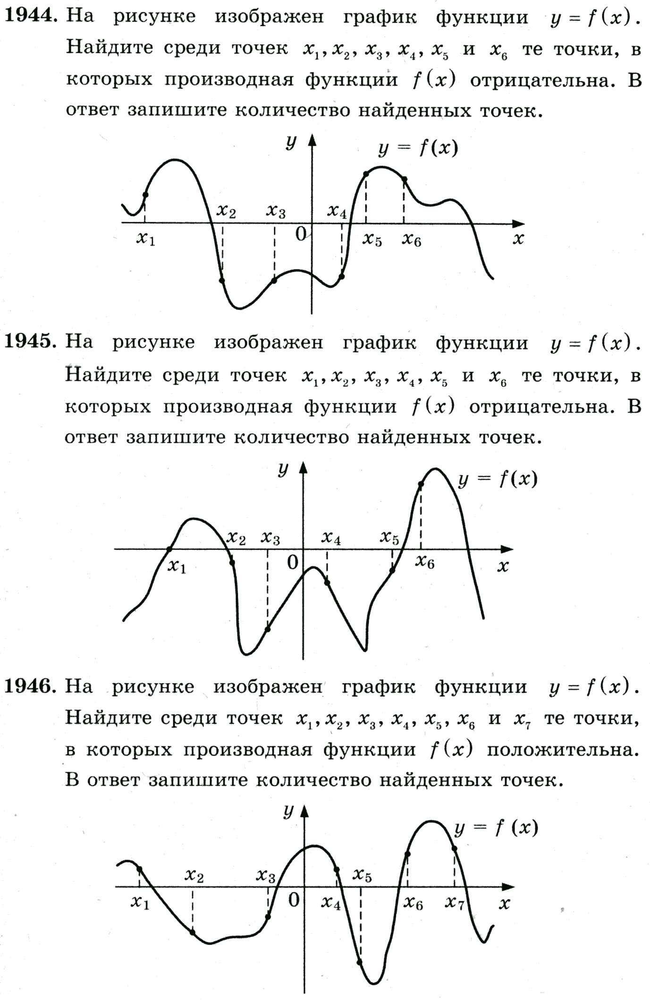 1944. На рисунке изображен график функции y = f(x).
Найдите среди точек x₁, x₂, x₃, x₄, x₅ и x₆ те точки, в
которых производная функции f(x) отрицательна. В
ответ запишите количество найденных точек.
y
y = f(x)
x₂ x₃ x₄
0
x₁ x₅ x₆ x
1945. На рисунке изображен график функции y = f(x).
Найдите среди точек x₁, x₂, x₃, x₄, x₅ и x₆ те точки, в
которых производная функции f(x) отрицательна. В
ответ запишите количество найденных точек.
y
y = f(x)
x₂ x₃ x₄ x₅
x₁ 0 x₆ x
1946. На рисунке изображен график функции y = f(x).
Найдите среди точек x₁, x₂, x₃, x₄, x₅, x₆ и x₇ те точки,
в которых производная функции f(x) положительна.
В ответ запишите количество найденных точек.
y
y = f (x)
x₂ x₃ x₅
x₁ 0 x₄ x₆ x₇ x